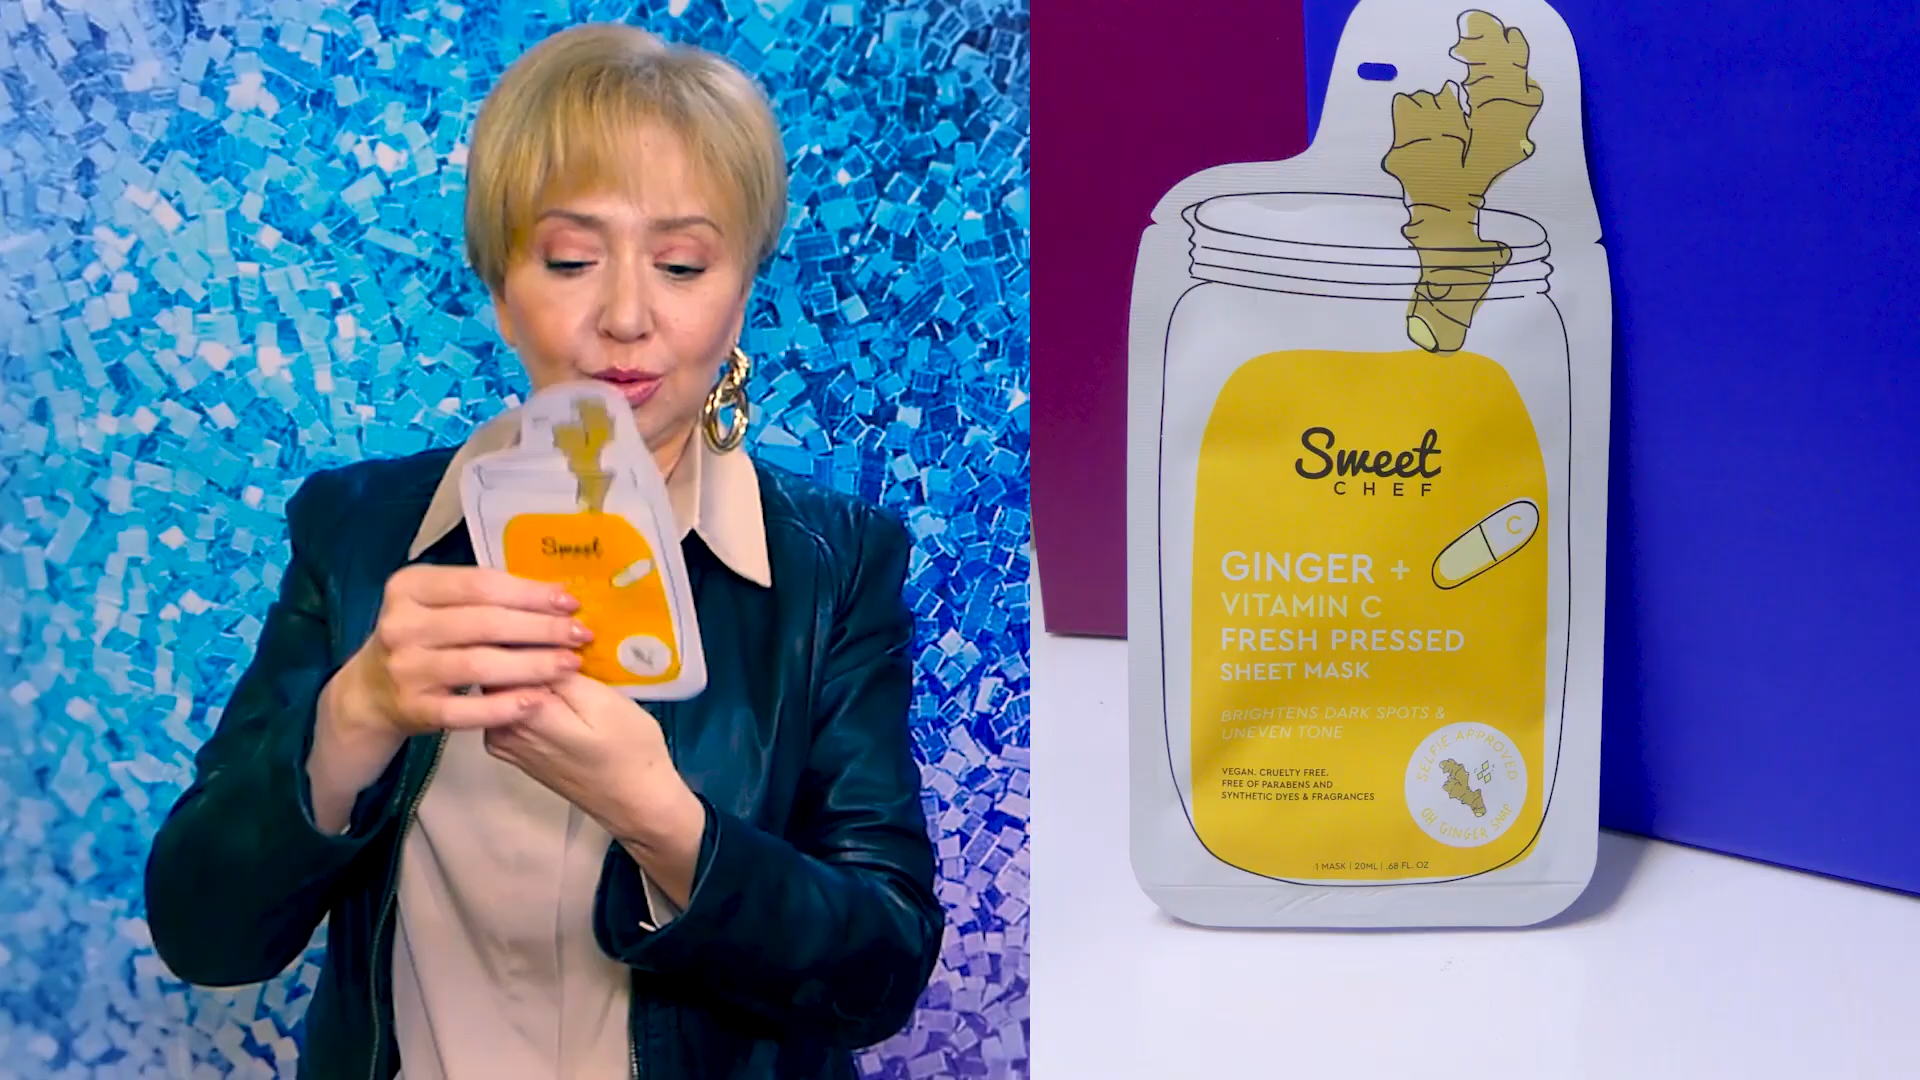 Sweet
Sweet
CHEF
C
GINGER +
VITAMIN C
FRESH PRESSED
SHEET MASK
BRIGHTENS DARK SPOTS &
UNEVEN TONE
VEGAN. CRUELTY FREE.
FREE OF PARABENS AND
SYNTHETIC DYES & FRAGRANCES
SELFIE APPROVED
OH GINGER SNAP
1 MASK | 20ML | .68 FL. OZ